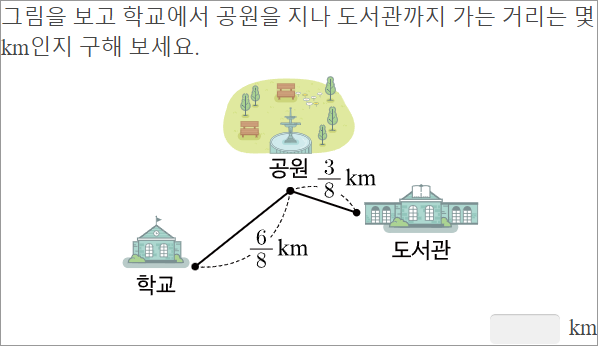 그림을 보고 학교에서 공원을 지나 도서관까지 가는 거리는 몇
km인지 구해 보세요.
공원
3/8 km
도서관
6/8 km
학교
km